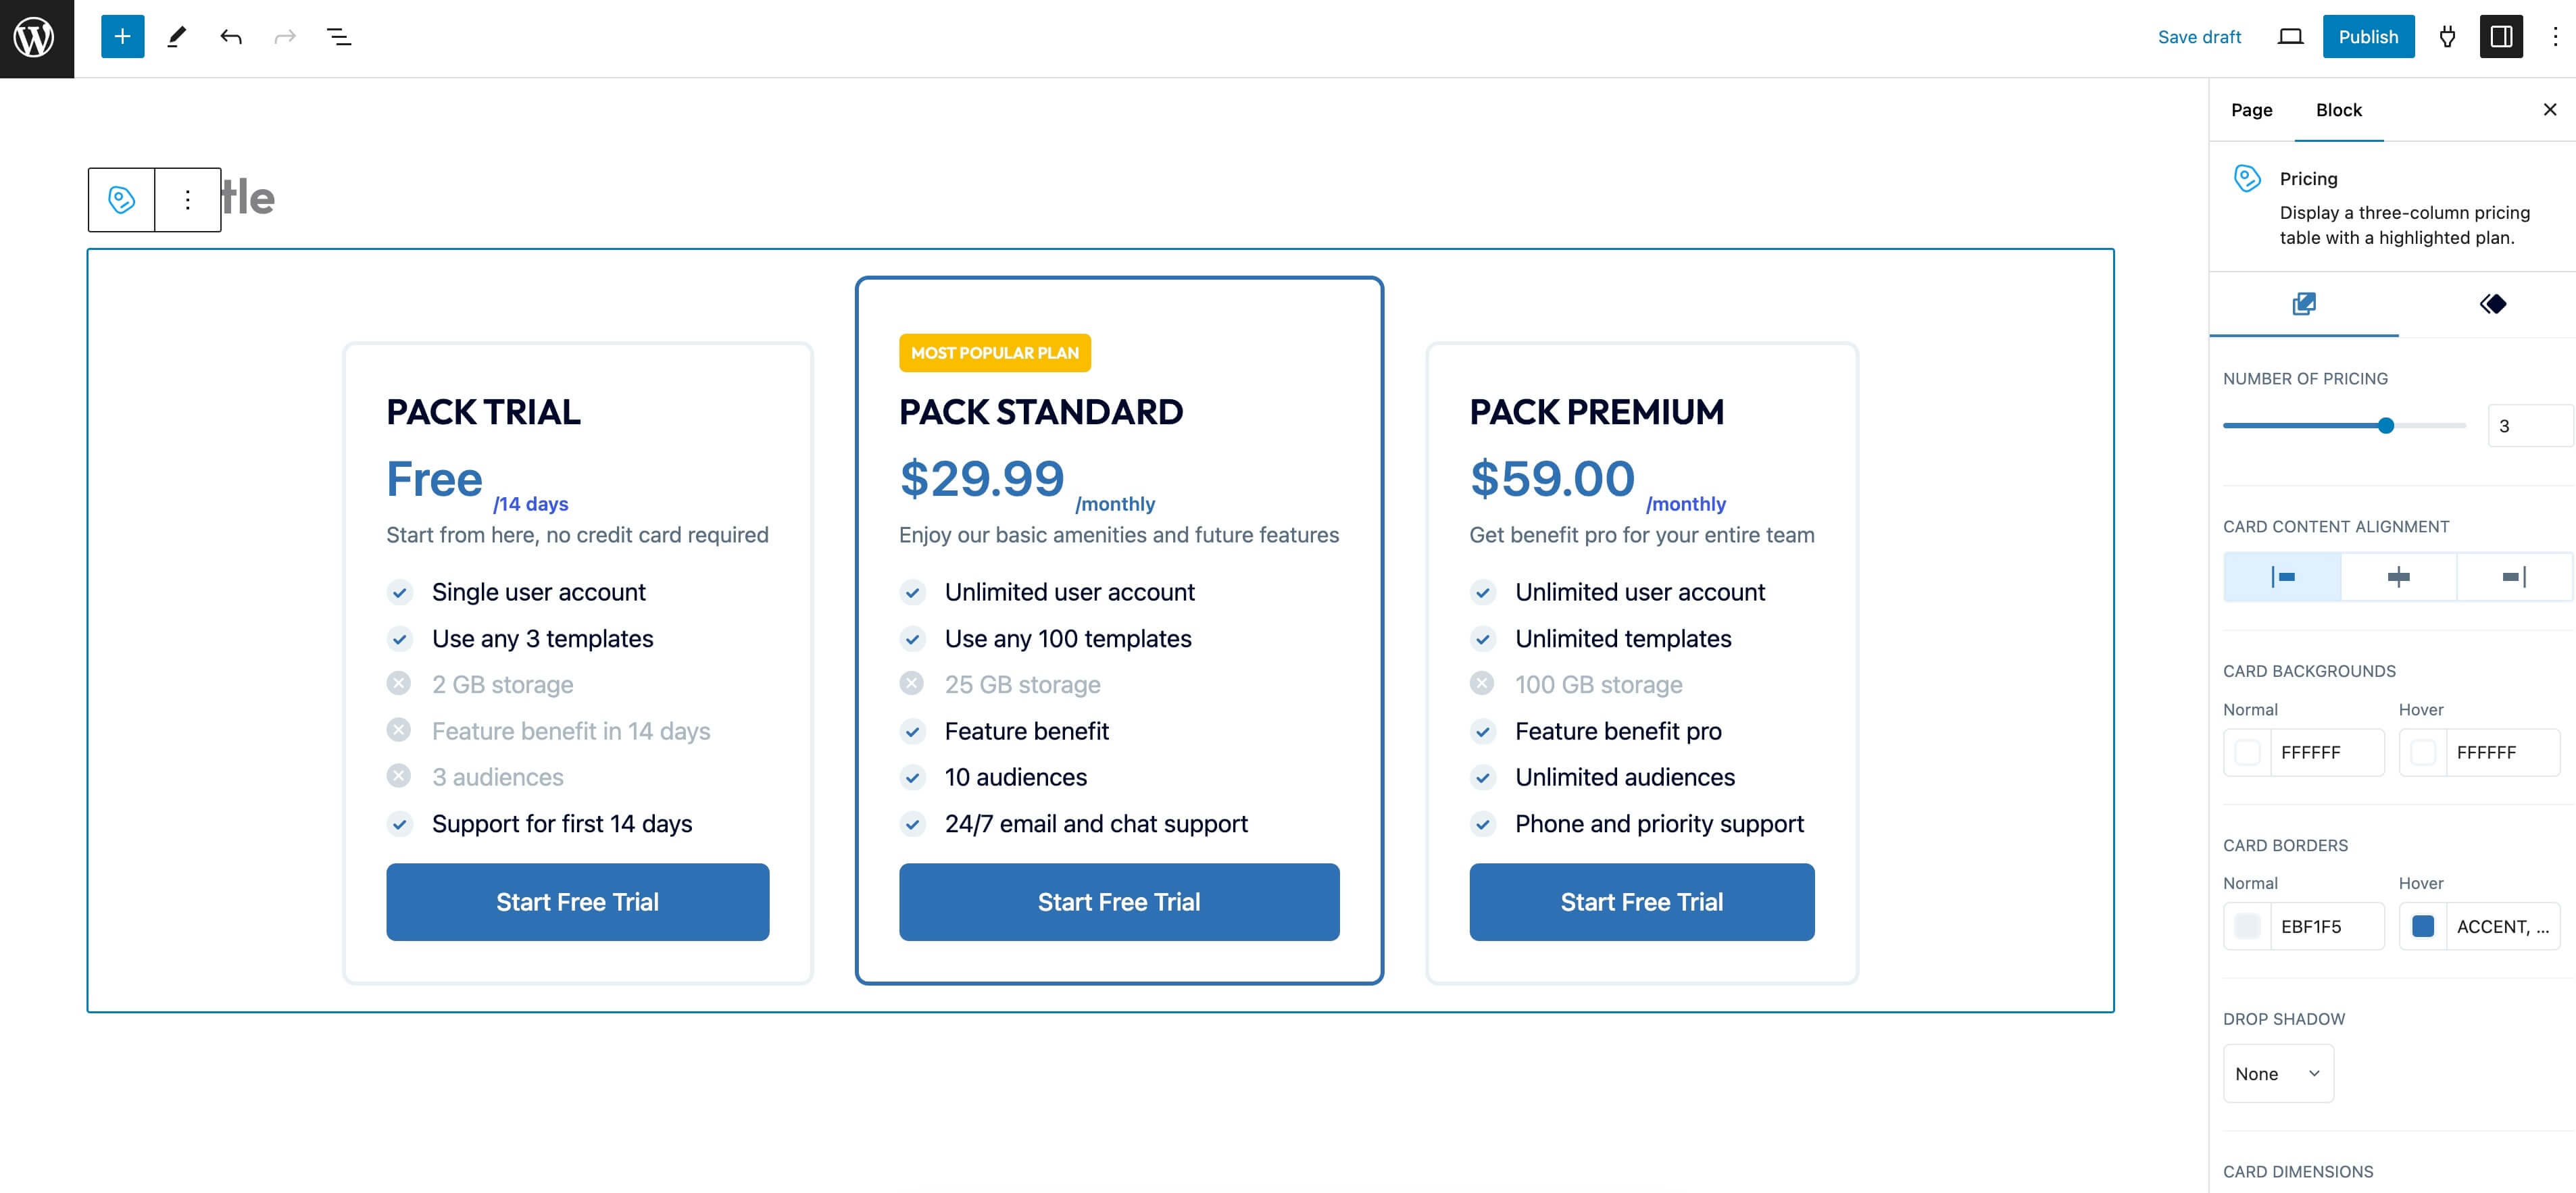 Save draft
Publish
Page
Block
tle
Pricing
Display a three-column pricing
table with a highlighted plan.
NUMBER OF PRICING
3
CARD CONTENT ALIGNMENT
CARD BACKGROUNDS
Normal
Hover
FFFFFF
FFFFFF
CARD BORDERS
Normal
Hover
EBF1F5
ACCENT, ...
DROP SHADOW
None
CARD DIMENSIONS
PACK TRIAL
Free /14 days
Start from here, no credit card required
Single user account
Use any 3 templates
2 GB storage
Feature benefit in 14 days
3 audiences
Support for first 14 days
Start Free Trial
MOST POPULAR PLAN
PACK STANDARD
$29.99 /monthly
Enjoy our basic amenities and future features
Unlimited user account
Use any 100 templates
25 GB storage
Feature benefit
10 audiences
24/7 email and chat support
Start Free Trial
PACK PREMIUM
$59.00 /monthly
Get benefit pro for your entire team
Unlimited user account
Unlimited templates
100 GB storage
Feature benefit pro
Unlimited audiences
Phone and priority support
Start Free Trial